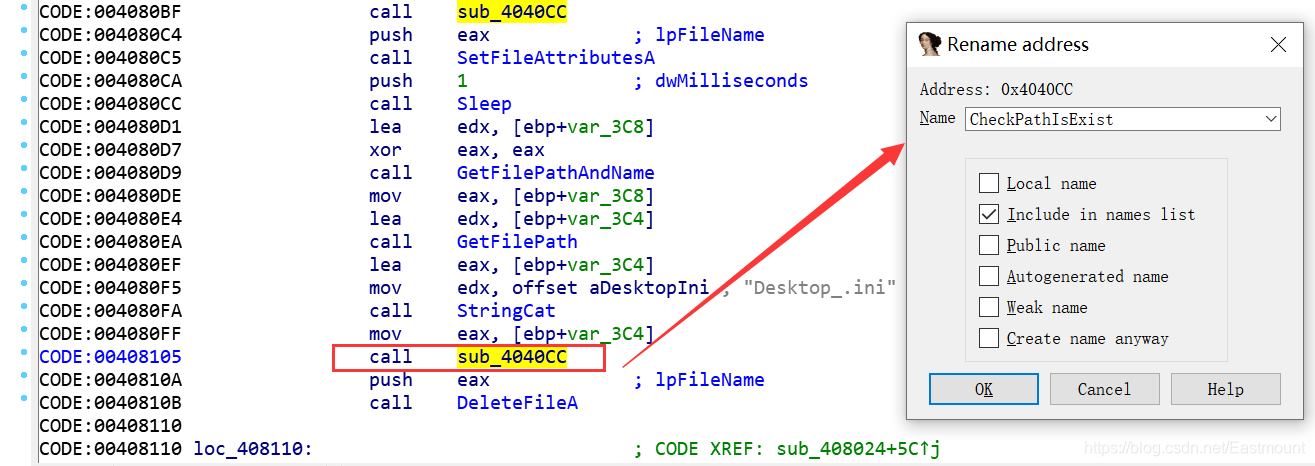 CODE:004080BF call sub_4040CC
CODE:004080C4 push eax ; lpFileName
CODE:004080C5 call SetFileAttributesA
CODE:004080CA push 1 ; dwMilliseconds
CODE:004080CC call Sleep
CODE:004080D1 lea edx, [ebp+var_3C8]
CODE:004080D7 xor eax, eax
CODE:004080D9 call GetFilePathAndName
CODE:004080DE mov eax, [ebp+var_3C8]
CODE:004080E4 lea edx, [ebp+var_3C4]
CODE:004080EA call GetFilePath
CODE:004080EF lea eax, [ebp+var_3C4]
CODE:004080F5 mov edx, offset aDesktopIni ; "Desktop_.ini"
CODE:004080FA call StringCat
CODE:004080FF mov eax, [ebp+var_3C4]
CODE:00408105 call sub_4040CC
CODE:0040810A push eax ; lpFileName
CODE:0040810B call DeleteFileA
CODE:00408110
CODE:00408110 loc_408110: ; CODE XREF: sub_408024+5C↑j
Rename address
Address: 0x4040CC
Name CheckPathIsExist
Local name
Include in names list
Public name
Autogenerated name
Weak name
Create name anyway
OK Cancel Help
https://blog.csdn.net/Eastmount